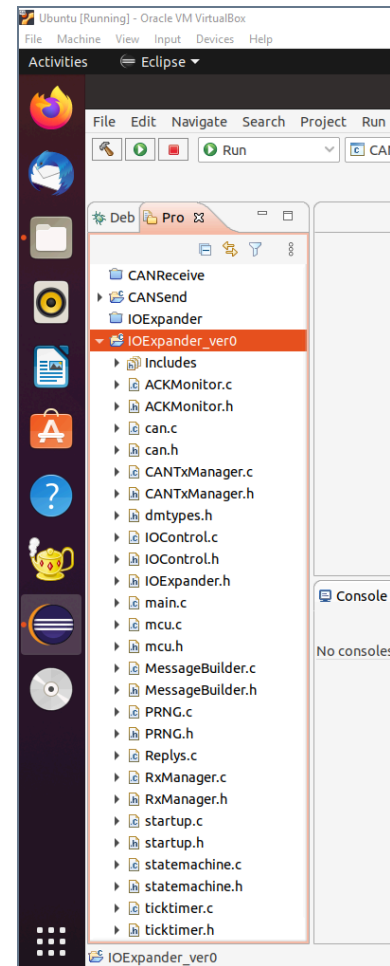 Ubuntu [Running] - Oracle VM VirtualBox
File Machine View Input Devices Help
Activities Eclipse
File Edit Navigate Search Project Run
Run CAN
Deb Pro
CANReceive
CANSend
IOExpander
IOExpander_ver0
Includes
ACKMonitor.c
ACKMonitor.h
can.c
can.h
CANTxManager.c
CANTxManager.h
dmtypes.h
IOControl.c
IOControl.h
IOExpander.h
main.c
mcu.c
mcu.h
MessageBuilder.c
MessageBuilder.h
PRNG.c
PRNG.h
Replys.c
RxManager.c
RxManager.h
startup.c
startup.h
statemachine.c
statemachine.h
ticktimer.c
ticktimer.h
Console
No consoles
IOExpander_ver0